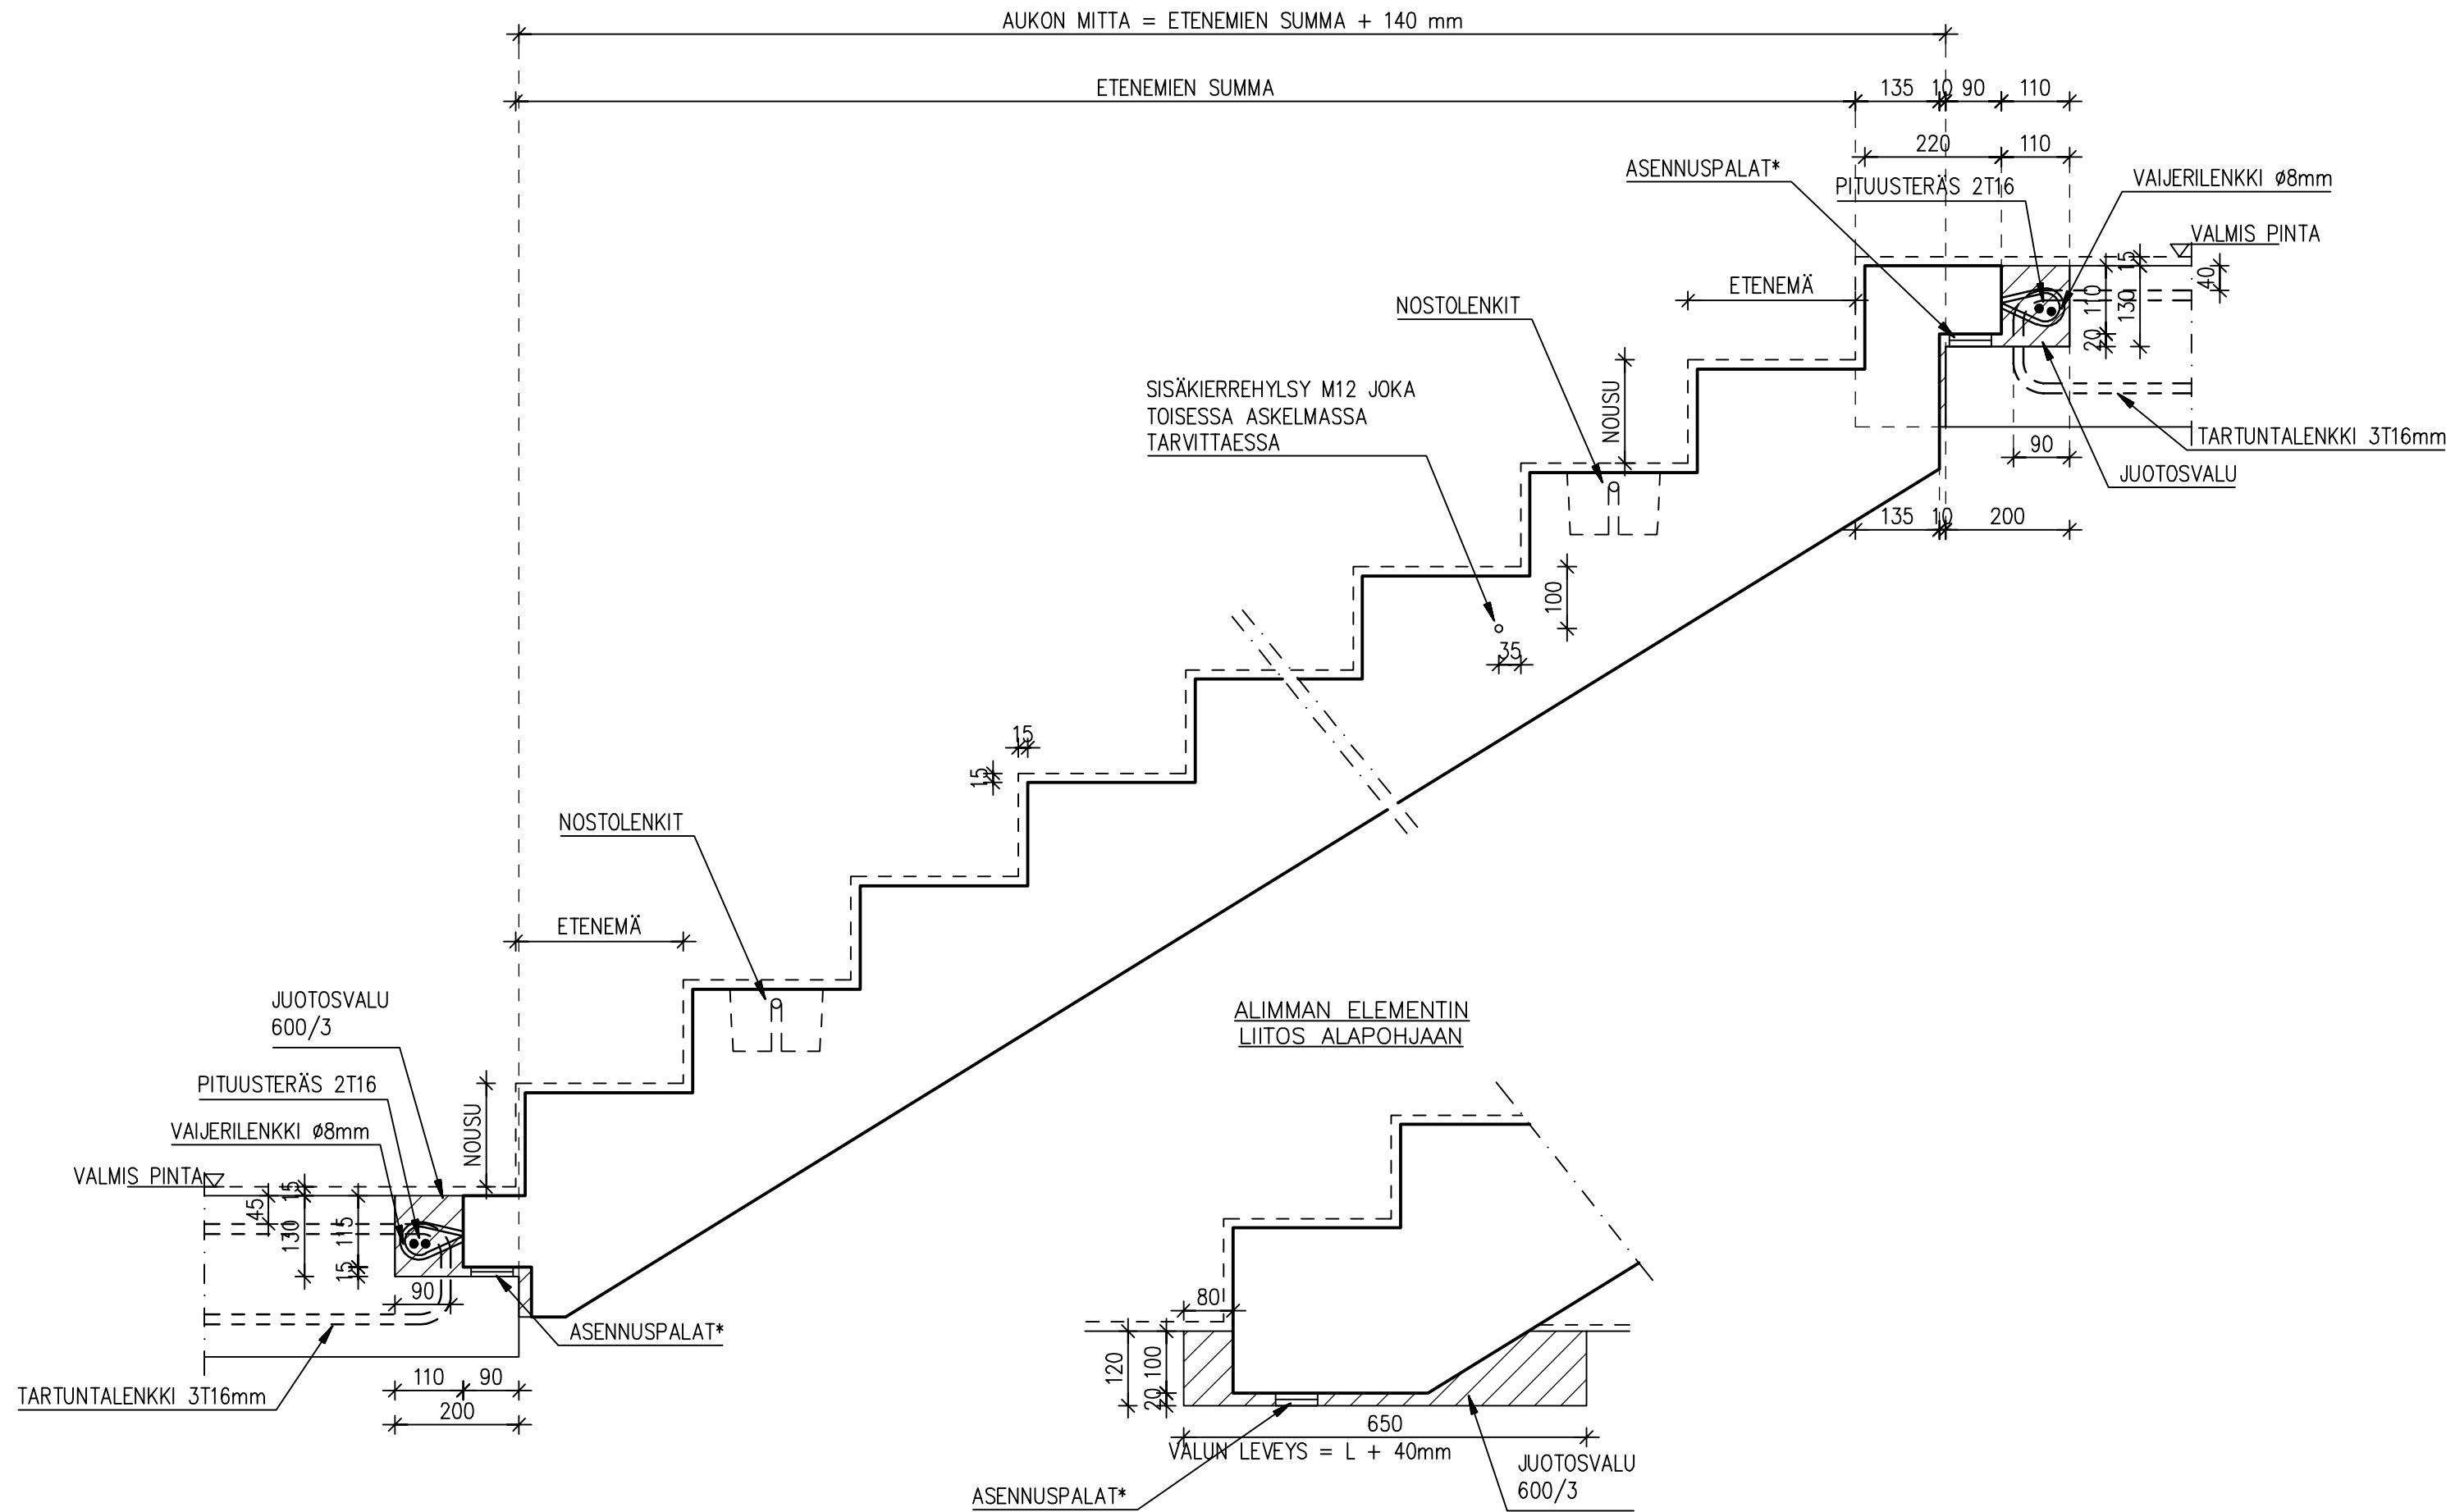 AUKON MITTA = ETENEMIEN SUMMA + 140 mm
ETENEMIEN SUMMA
135
10
90
110
220
110
ASENNUSPALAT*
PITUUSTERÄS 2T16
VAIJERILENKKI Ø8mm
VALMIS PINTA
15
40
110
130
20
ETENEMÄ
NOSTOLENKIT
NOUSU
SISÄKIERREHYLSY M12 JOKA
TOISESSA ASKELMASSA
TARVITTAESSA
90
TARTUNTALENKKI 3T16mm
JUOTOSVALU
135
10
200
100
35
15
15
NOSTOLENKIT
ETENEMÄ
JUOTOSVALU
600/3
PITUUSTERÄS 2T16
VAIJERILENKKI Ø8mm
NOUSU
VALMIS PINTA
15
45
130
115
15
90
ASENNUSPALAT*
TARTUNTALENKKI 3T16mm
110
90
200
ALIMMAN ELEMENTIN
LIITOS ALAPOHJAAN
80
120
100
20
650
VALUN LEVEYS = L + 40mm
JUOTOSVALU
600/3
ASENNUSPALAT*